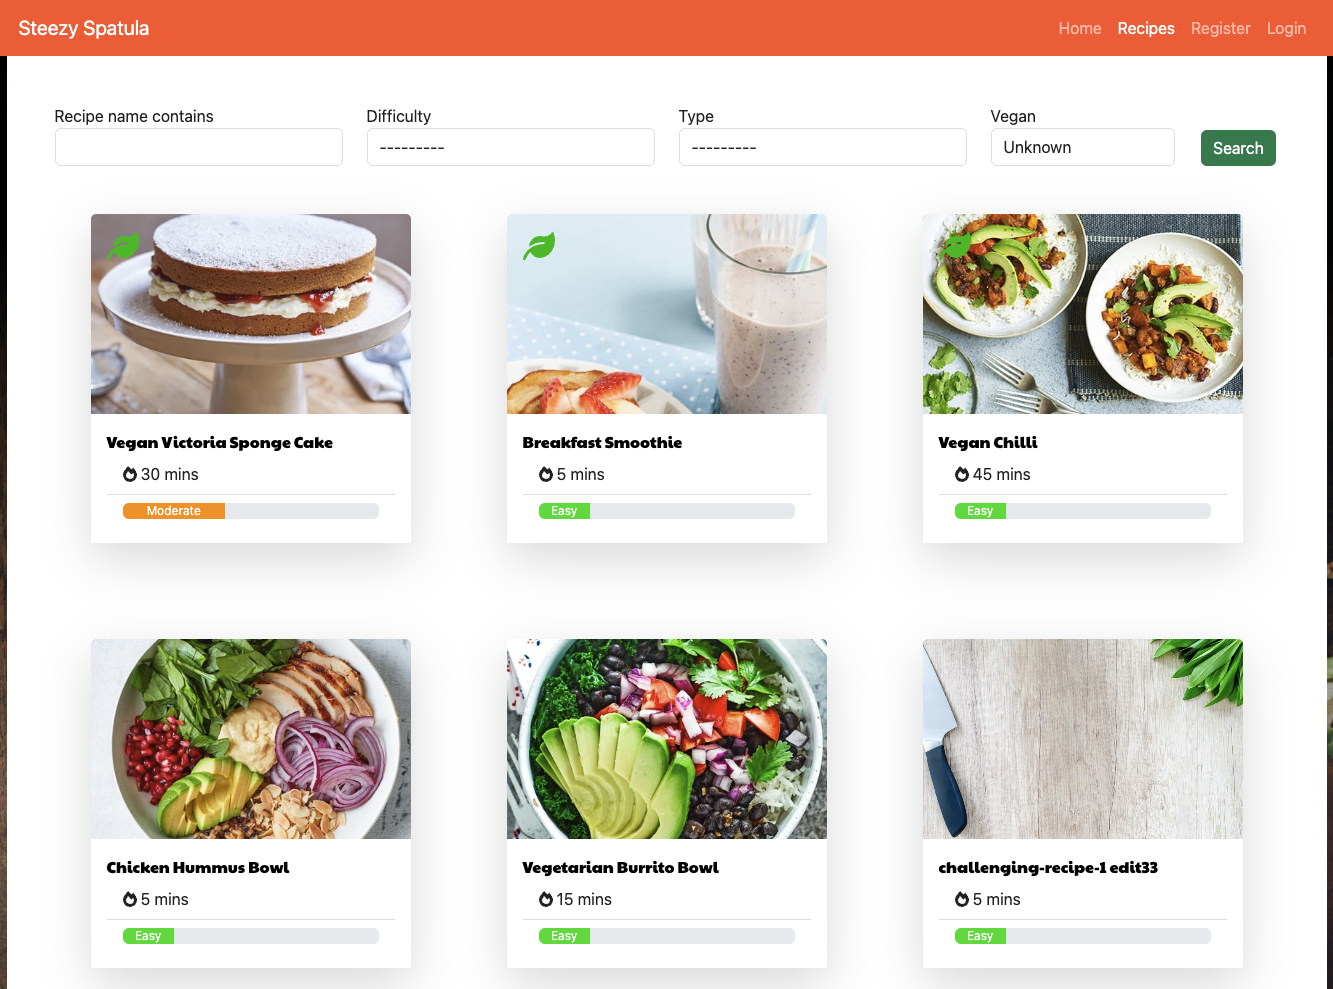 Steezy Spatula
Home Recipes Register Login
Recipe name contains
Difficulty
Type
Vegan
---------
---------
Unknown
Search
Vegan Victoria Sponge Cake
30 mins
Moderate
Breakfast Smoothie
5 mins
Easy
Vegan Chilli
45 mins
Easy
Chicken Hummus Bowl
5 mins
Easy
Vegetarian Burrito Bowl
15 mins
Easy
challenging-recipe-1 edit33
5 mins
Easy